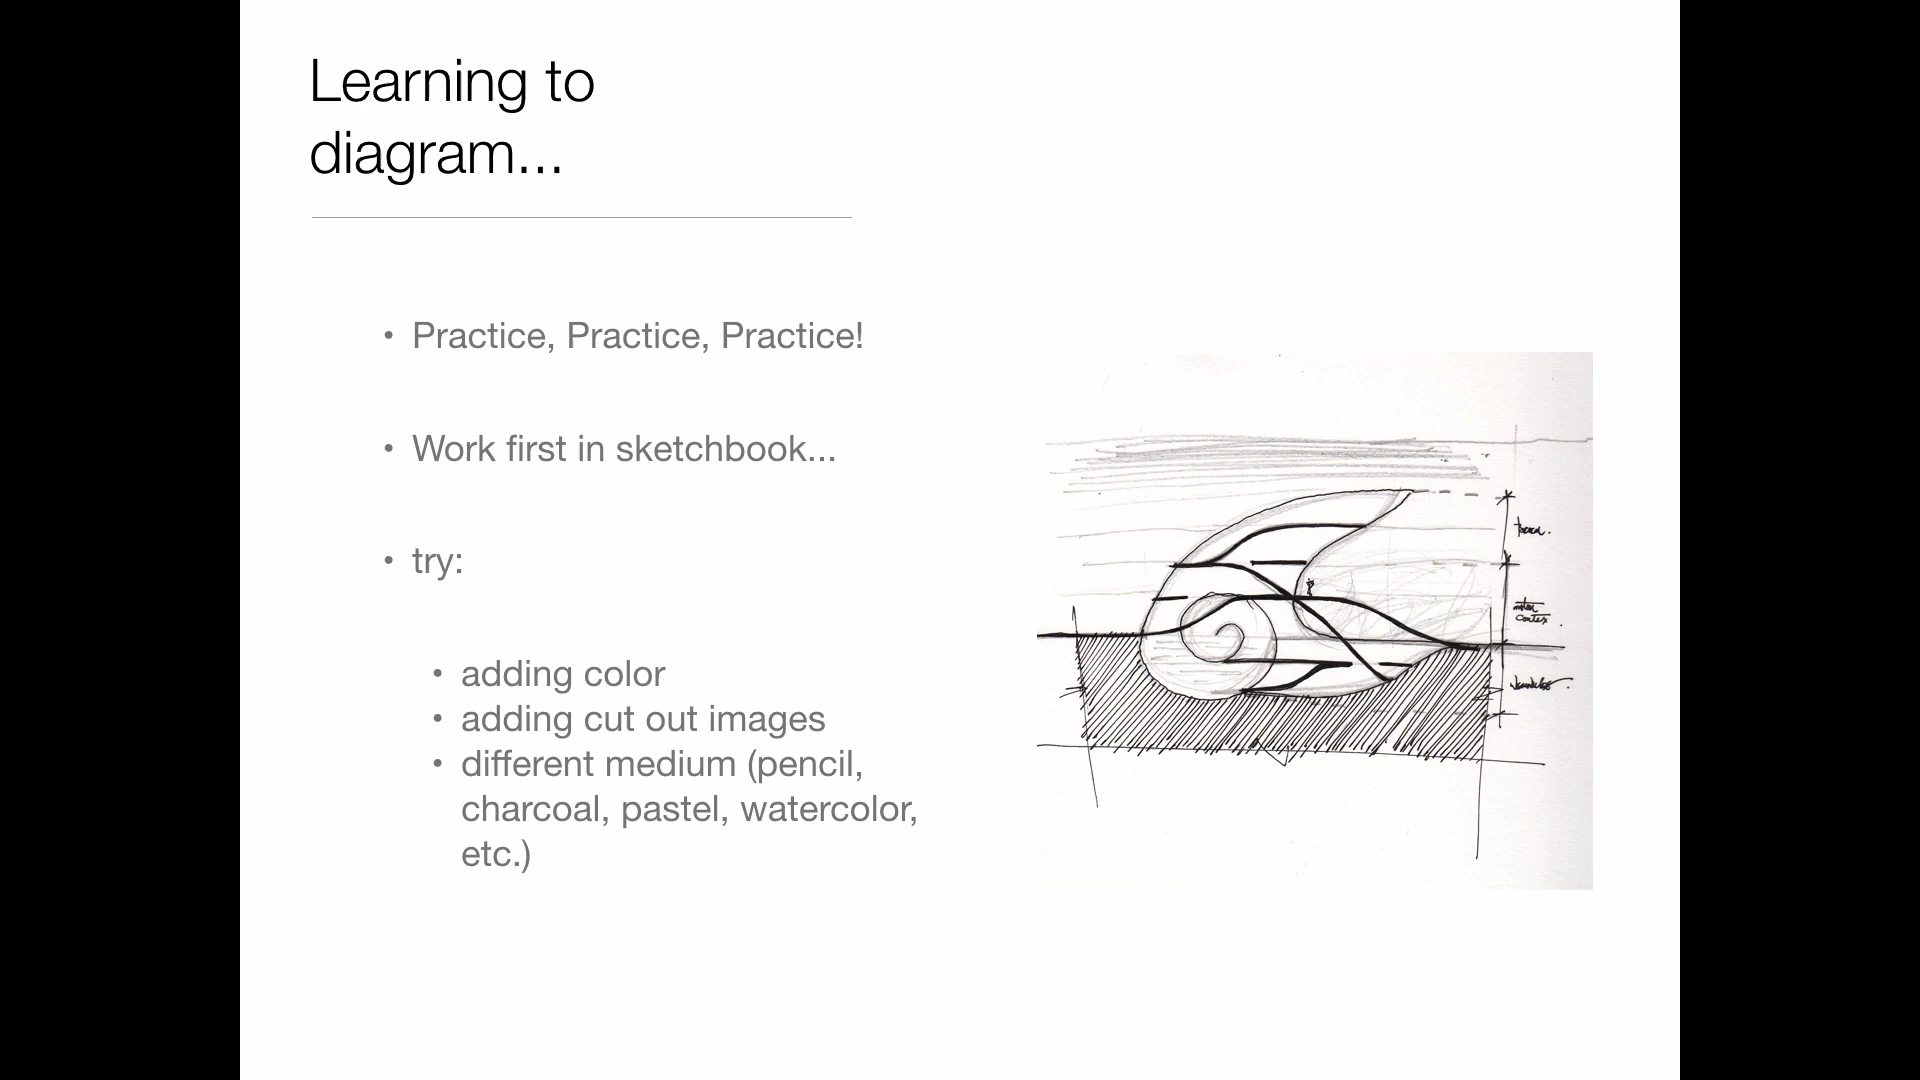 Learning to
diagram...
• Practice, Practice, Practice!
• Work first in sketchbook...
• try:
• adding color
• adding cut out images
• different medium (pencil,
charcoal, pastel, watercolor,
etc.)
cortex